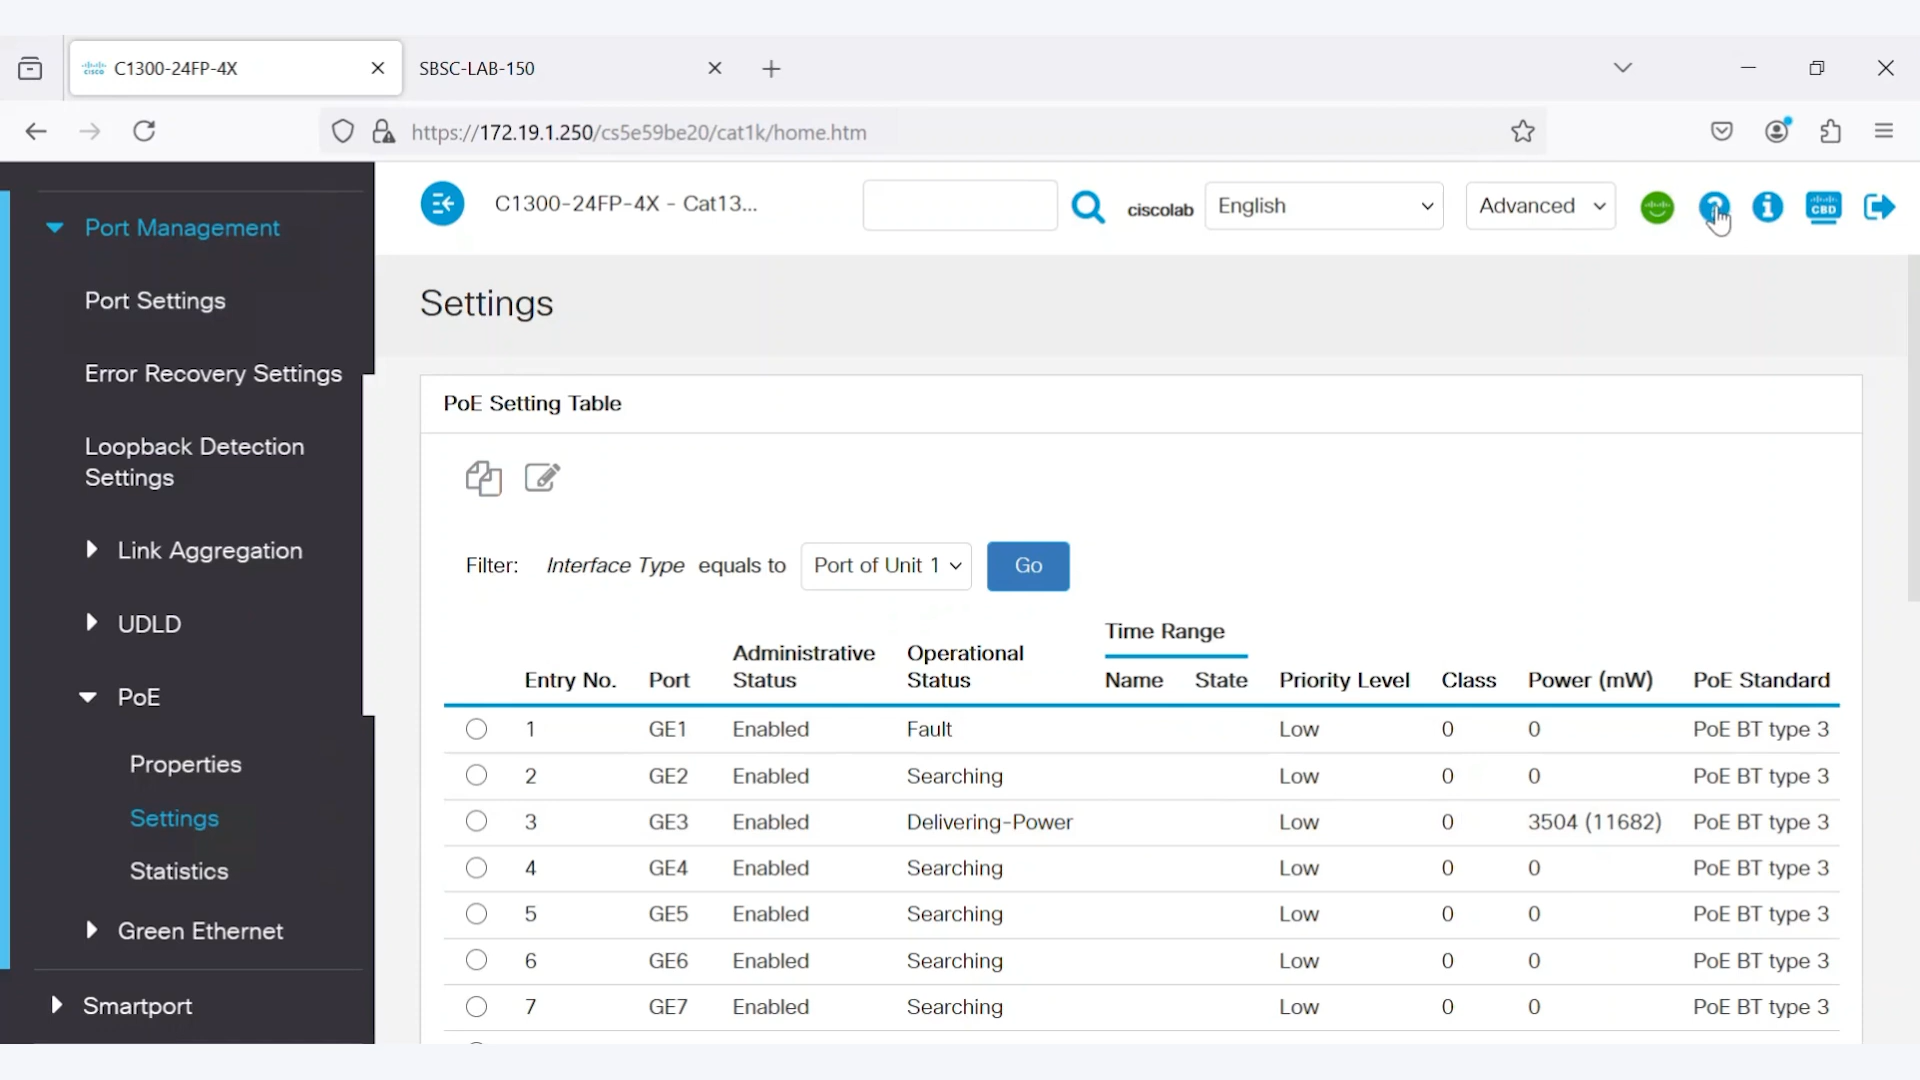 C1300-24FP-4X
SBSC-LAB-150
https://172.19.1.250/cs5e59be20/cat1k/home.htm
C1300-24FP-4X - Cat13...
ciscolab
English
Advanced
CBD
Port Management
Port Settings
Error Recovery Settings
Loopback Detection
Settings
Link Aggregation
UDLD
PoE
Properties
Settings
Statistics
Green Ethernet
Smartport
Settings
PoE Setting Table
Filter: Interface Type equals to Port of Unit 1 Go
Time Range
Administrative Operational
Entry No. Port Status Status Name State Priority Level Class Power (mW) PoE Standard
1 GE1 Enabled Fault Low 0 0 PoE BT type 3
2 GE2 Enabled Searching Low 0 0 PoE BT type 3
3 GE3 Enabled Delivering-Power Low 0 3504 (11682) PoE BT type 3
4 GE4 Enabled Searching Low 0 0 PoE BT type 3
5 GE5 Enabled Searching Low 0 0 PoE BT type 3
6 GE6 Enabled Searching Low 0 0 PoE BT type 3
7 GE7 Enabled Searching Low 0 0 PoE BT type 3